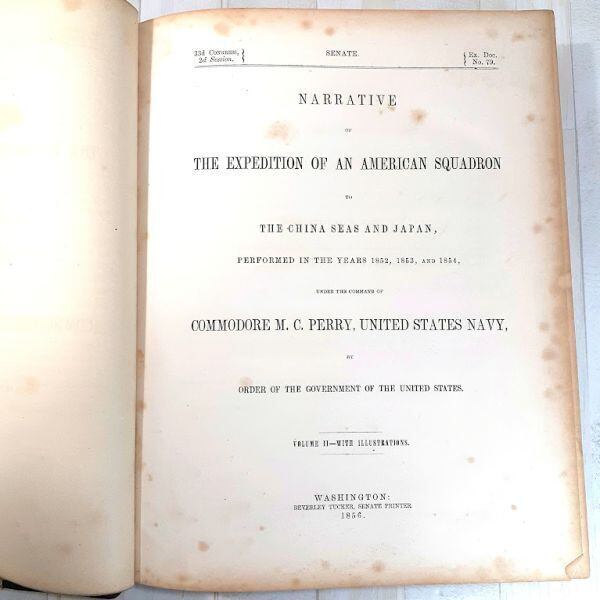 33d Congress, 2d Session. } SENATE. { Ex. Doc. No. 79.
NARRATIVE
OF
THE EXPEDITION OF AN AMERICAN SQUADRON
TO
THE CHINA SEAS AND JAPAN,
PERFORMED IN THE YEARS 1852, 1853, AND 1854,
UNDER THE COMMAND OF
COMMODORE M. C. PERRY, UNITED STATES NAVY,
BY
ORDER OF THE GOVERNMENT OF THE UNITED STATES.
VOLUME II—WITH ILLUSTRATIONS.
WASHINGTON:
BEVERLEY TUCKER, SENATE PRINTER.
1856.